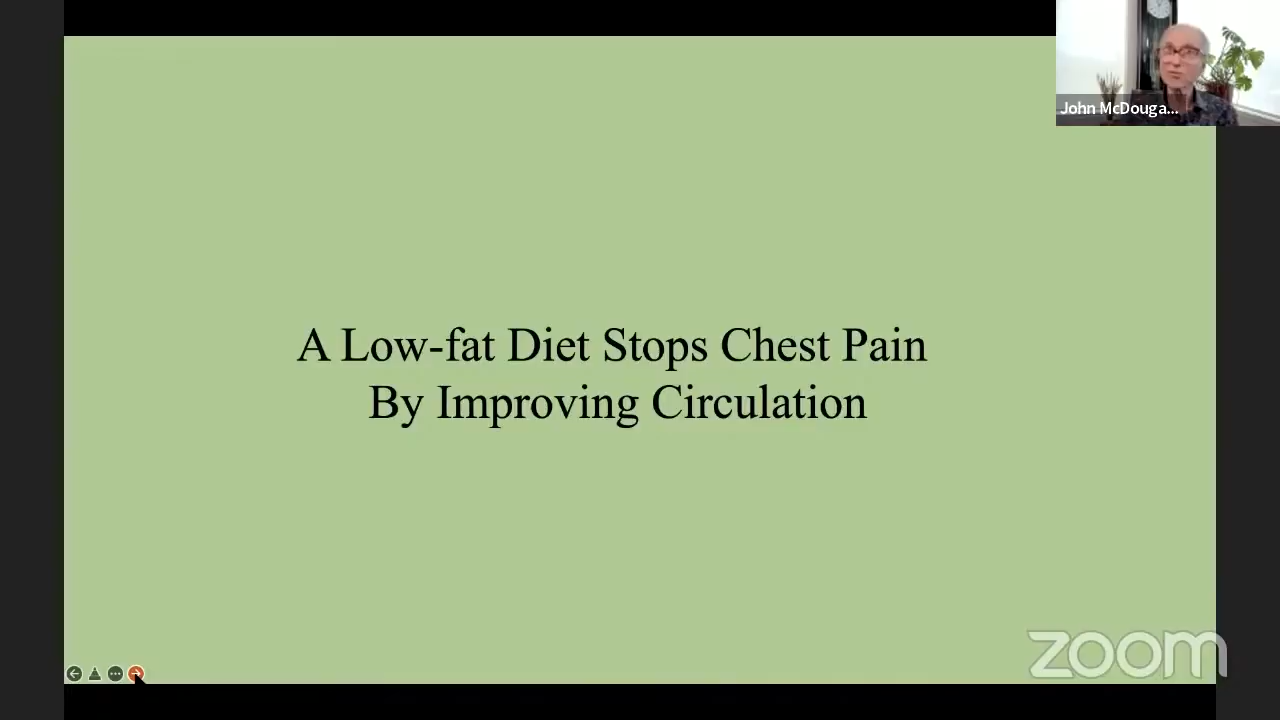 John McDouga...
A Low-fat Diet Stops Chest Pain
By Improving Circulation
zoom